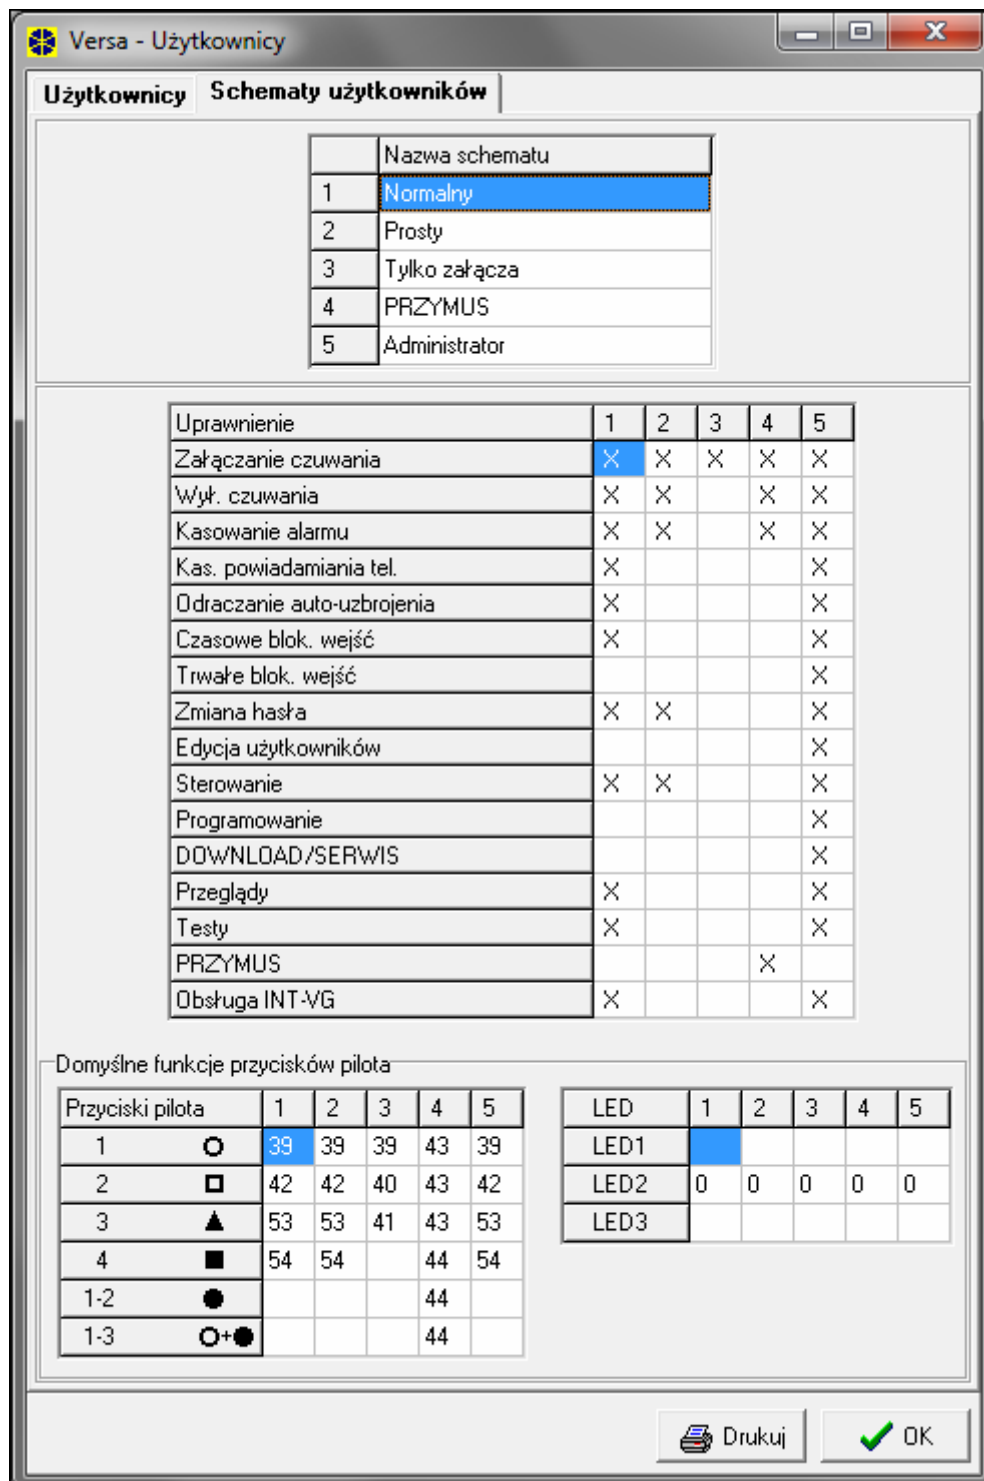 Versa - Użytkownicy
Użytkownicy Schematy użytkowników
Nazwa schematu
1 Normalny
2 Prosty
3 Tylko załącza
4 PRZYMUS
5 Administrator
Uprawnienie 1 2 3 4 5
Załączanie czuwania X X X X X
Wył. czuwania X X X X
Kasowanie alarmu X X X X
Kas. powiadamiania tel. X X
Odraczanie auto-uzbrojenia X X
Czasowe blok. wejść X X
Trwałe blok. wejść X
Zmiana hasła X X X
Edycja użytkowników X
Sterowanie X X X
Programowanie X
DOWNLOAD/SERWIS X
Przeglądy X X
Testy X X
PRZYMUS X
Obsługa INT-VG X X
Domyślne funkcje przycisków pilota
Przyciski pilota 1 2 3 4 5
1 39 39 39 43 39
2 42 42 40 43 42
3 53 53 41 43 53
4 54 54 44 54
1-2 44
1-3 + 44
LED 1 2 3 4 5
LED1
LED2 0 0 0 0 0
LED3
Drukuj OK